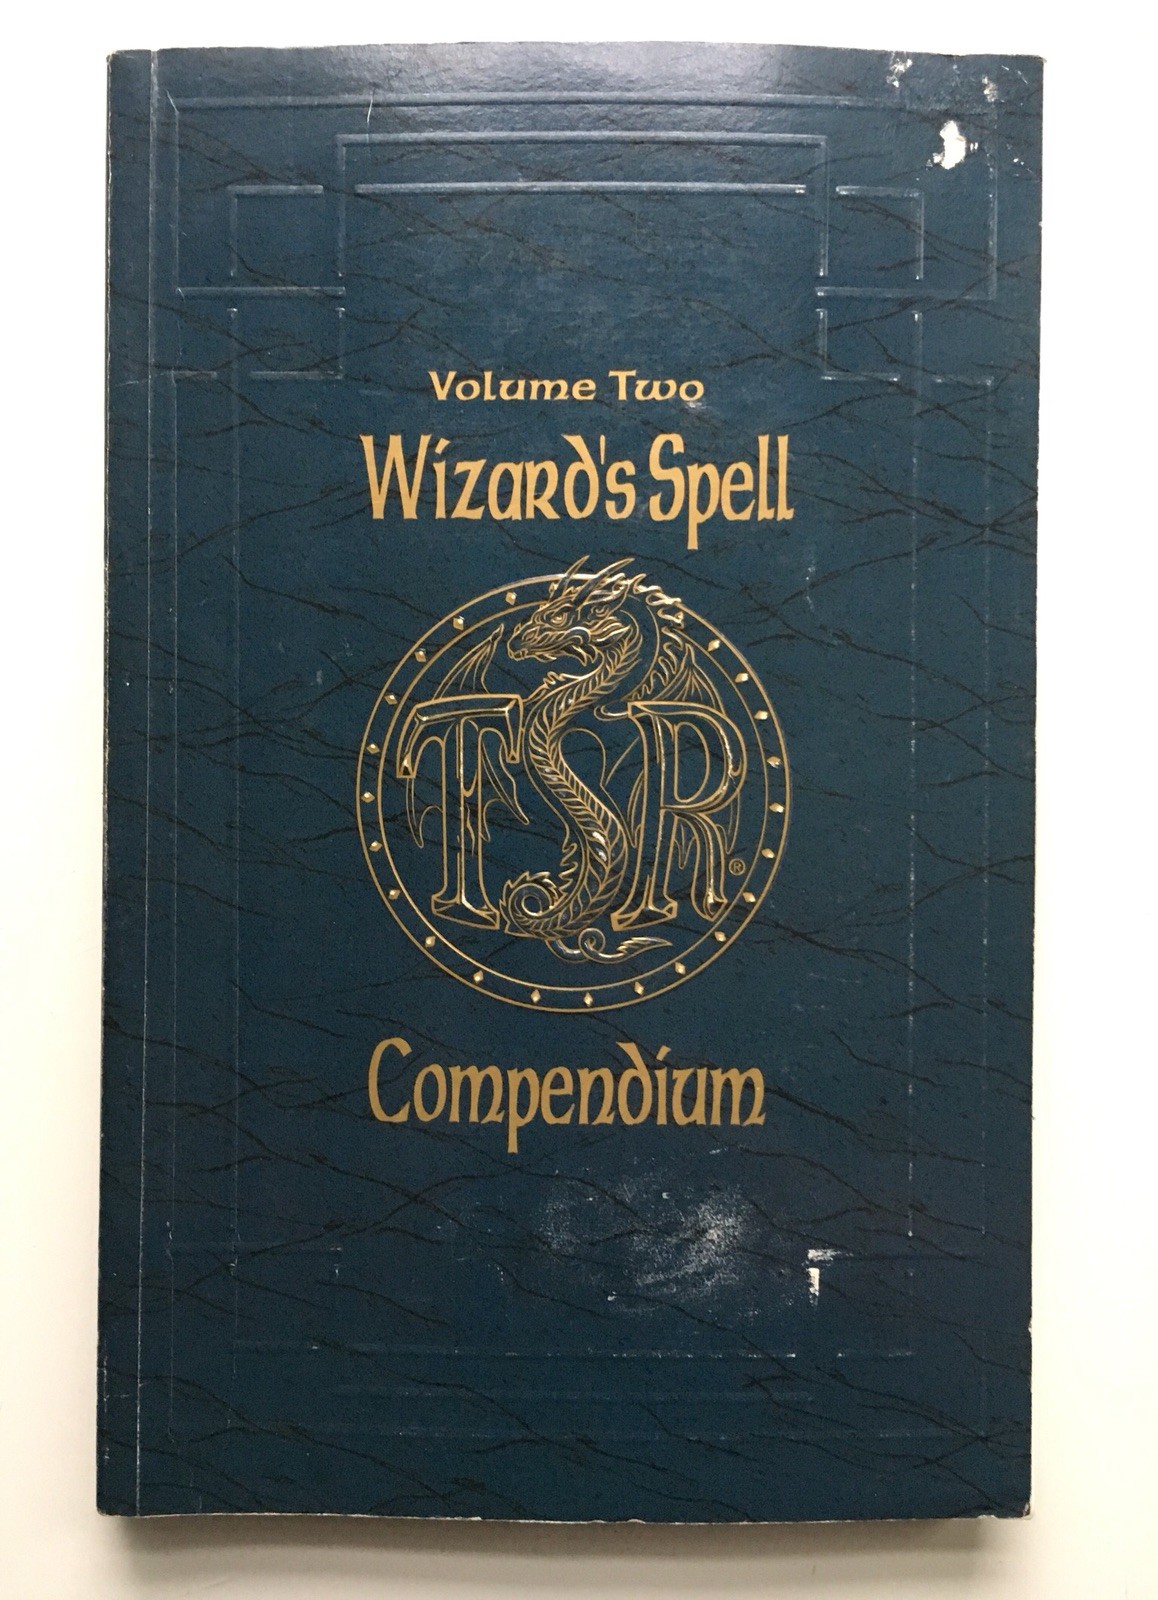 Volume Two
Wizard's Spell
TSR®
Compendium